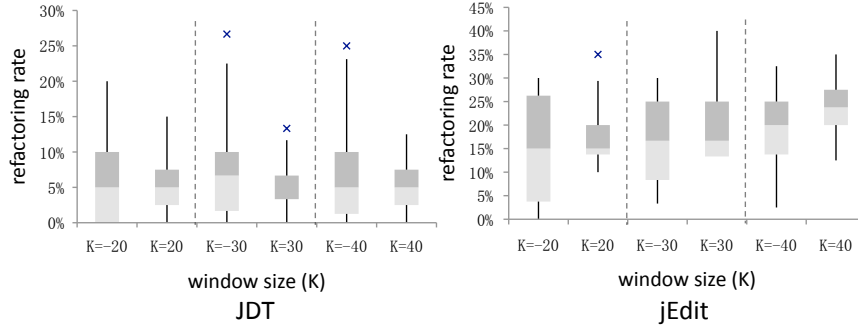 30%
25%
20%
15%
10%
5%
0%
refactoring rate
K=-20 K=20 K=-30 K=30 K=-40 K=40
window size (K)
JDT
45%
40%
35%
30%
25%
20%
15%
10%
5%
0%
refactoring rate
K=-20 K=20 K=-30 K=30 K=-40 K=40
window size (K)
jEdit